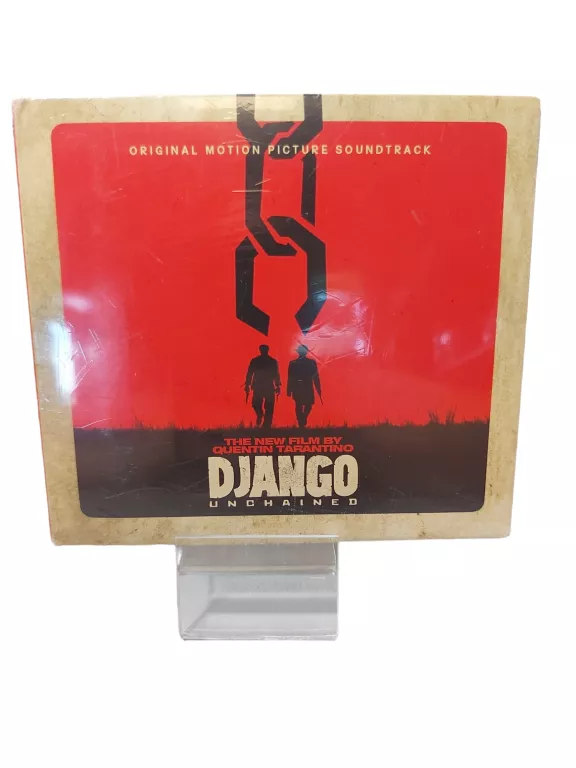 ORIGINAL MOTION PICTURE SOUNDTRACK
THE NEW FILM BY
QUENTIN TARANTINO
DJANGO
UNCHAINED